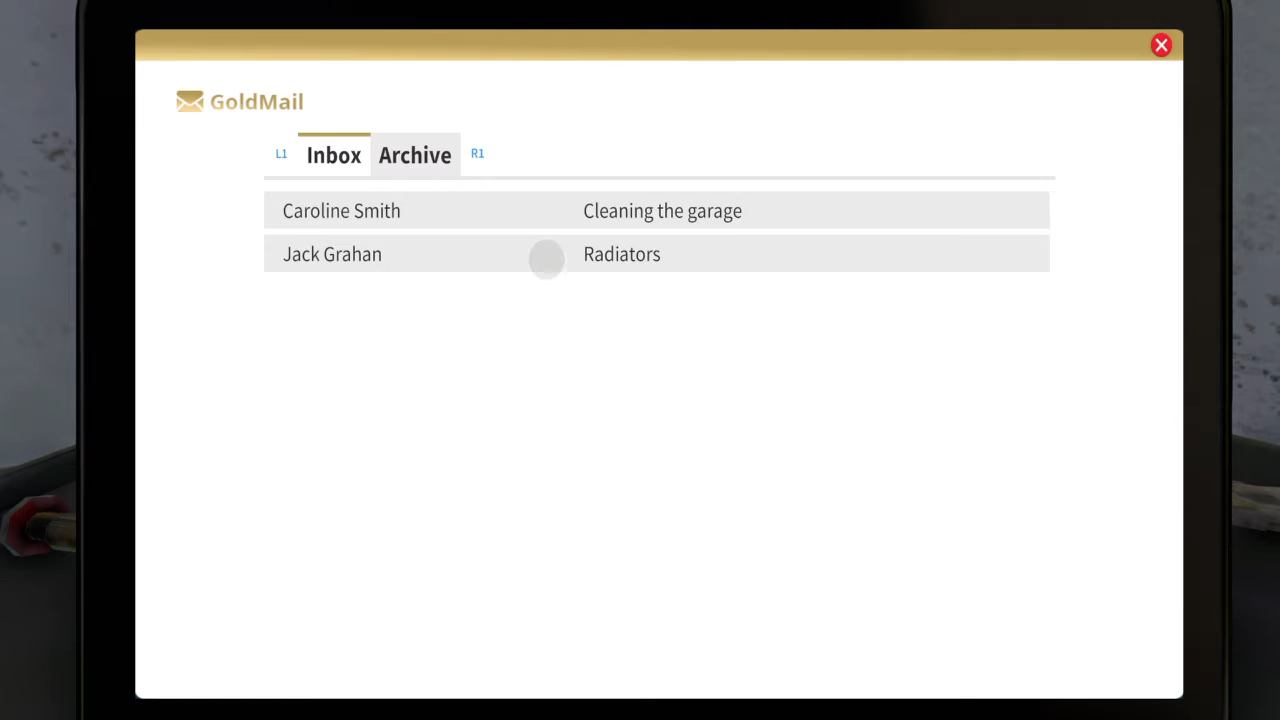 GoldMail
L1 Inbox Archive R1
Caroline Smith Cleaning the garage
Jack Grahan Radiators